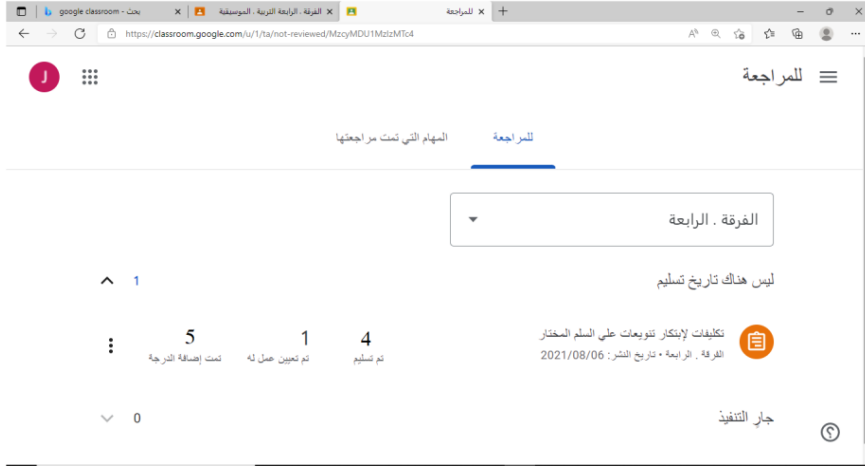 google classroom - بحث
الفرقة . الرابعة التربية . الموسيقية
للمراجعة
https://classroom.google.com/u/1/ta/not-reviewed/MzcyMDU1MzIzMTc4
للمراجعة
J
للمراجعة
المهام التي تمت مراجعتها
الفرقة . الرابعة
ليس هناك تاريخ تسليم
1
تكليفات لإبتكار تنويعات علي السلم المختار
الفرقة . الرابعة • تاريخ النشر: 2021/08/06
4
تم تسليم
1
تم تعيين عمل له
5
تمت إضافة الدرجة
جارٍ التنفيذ
0